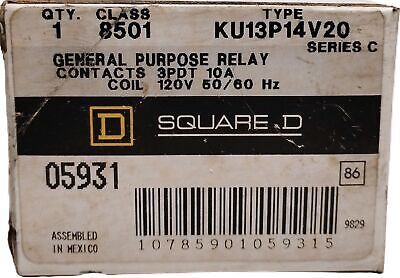 QTY. CLASS TYPE
1 8501 KU13P14V20
SERIES C
GENERAL PURPOSE RELAY
CONTACTS 3PDT 10A
COIL 120V 50/60 Hz
D SQUARE D
05931
86
ASSEMBLED
IN MEXICO
9829
10785901059315